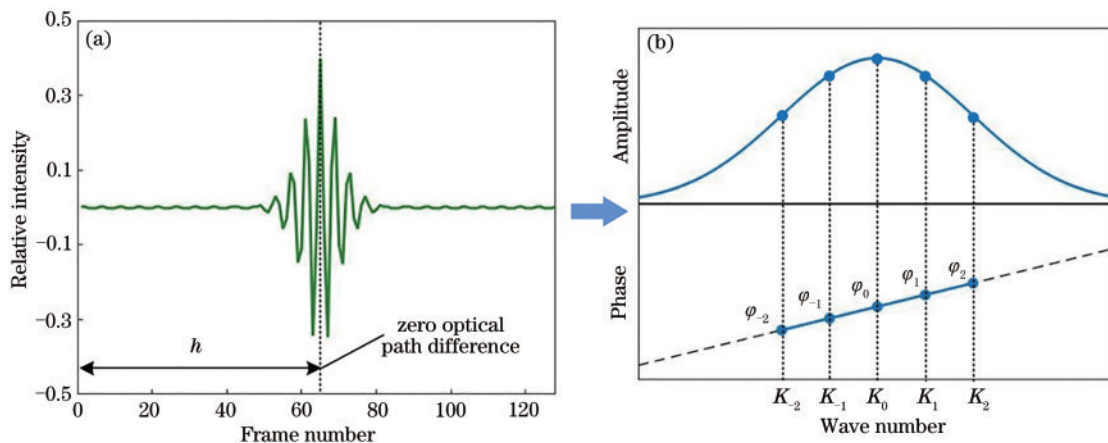 (a)
0.5
0.3
0.1
-0.1
-0.3
-0.5
Relative intensity
h
zero optical
path difference
0 20 40 60 80 100 120
Frame number
(b)
Amplitude
Phase
φ-2
φ-1
φ0
φ1
φ2
K-2 K-1 K0 K1 K2
Wave number